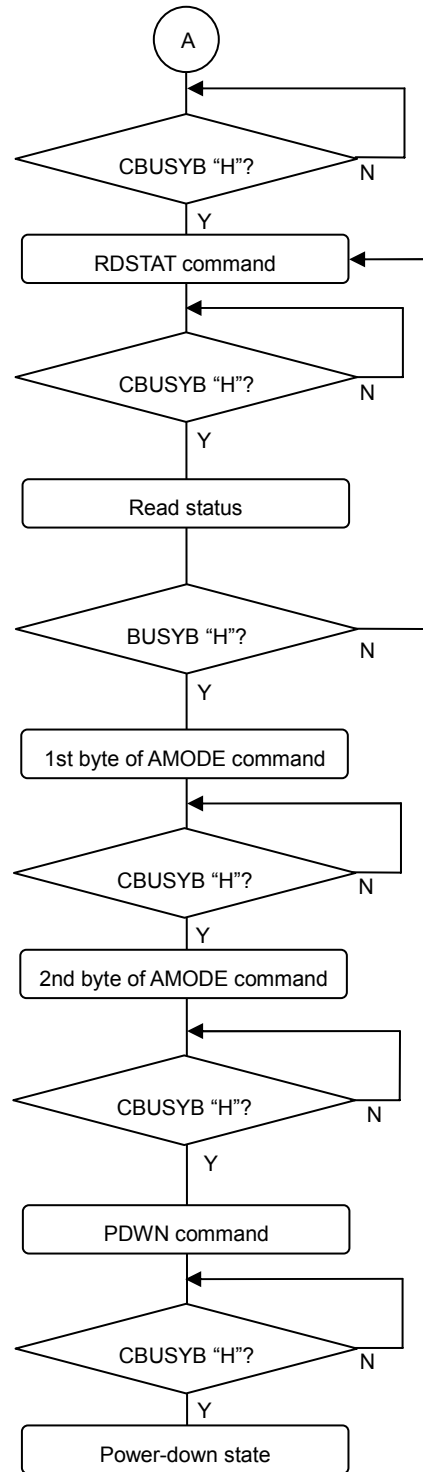 A
CBUSYB “H”?
N
Y
RDSTAT command
CBUSYB “H”?
N
Y
Read status
BUSYB “H”?
N
Y
1st byte of AMODE command
CBUSYB “H”?
N
Y
2nd byte of AMODE command
CBUSYB “H”?
N
Y
PDWN command
CBUSYB “H”?
N
Y
Power-down state